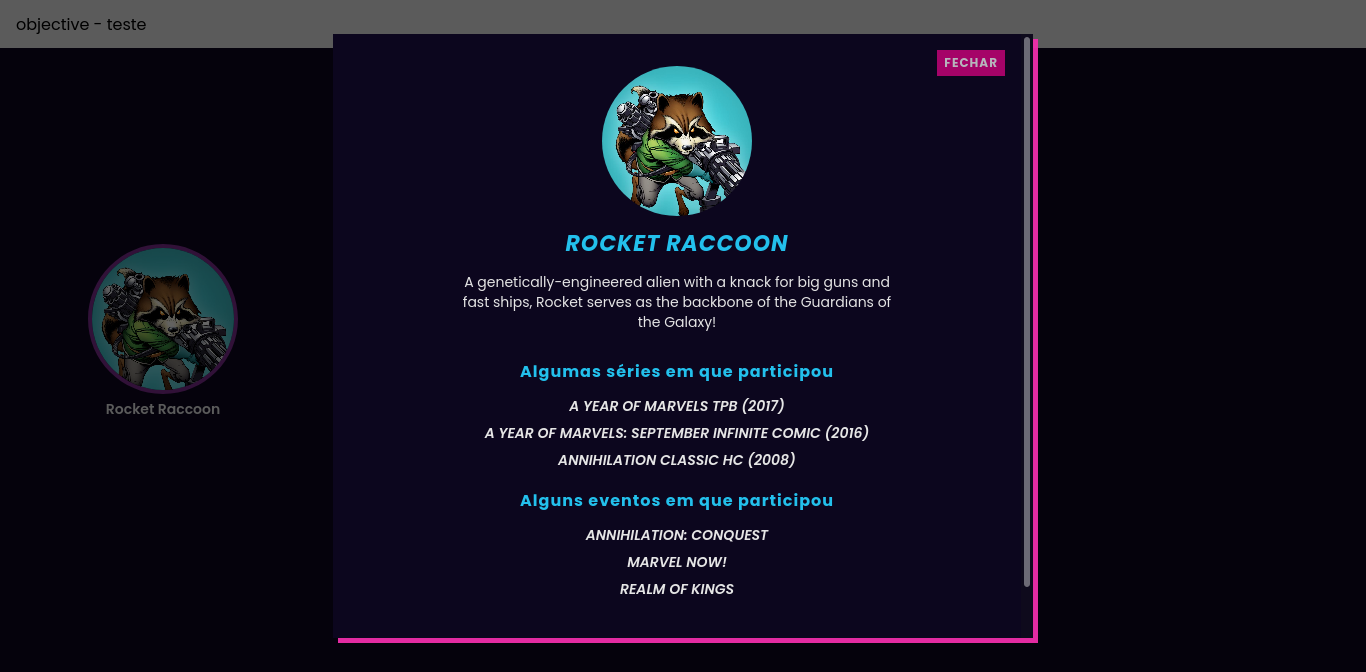 objective - teste
FECHAR
ROCKET RACCOON
A genetically-engineered alien with a knack for big guns and
fast ships, Rocket serves as the backbone of the Guardians of
the Galaxy!
Rocket Raccoon
Algumas séries em que participou
A YEAR OF MARVELS TPB (2017)
A YEAR OF MARVELS: SEPTEMBER INFINITE COMIC (2016)
ANNIHILATION CLASSIC HC (2008)
Alguns eventos em que participou
ANNIHILATION: CONQUEST
MARVEL NOW!
REALM OF KINGS